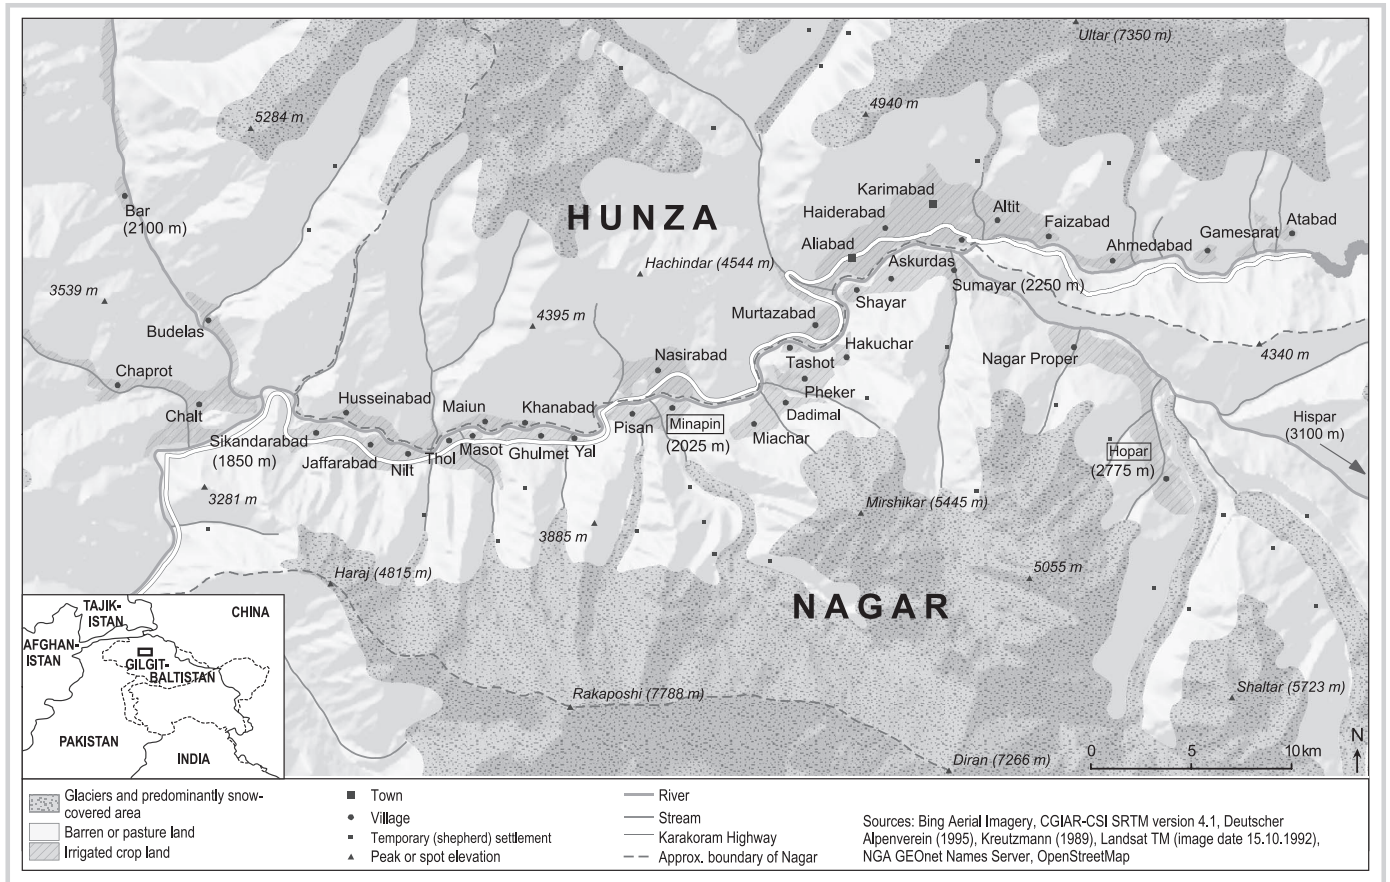 Ultar (7350 m)
5284 m
4940 m
Karimabad
Bar
(2100 m)
HUNZA
Haiderabad
Altit
Faizabad
Atabad
Gamesarat
Aliabad
Ahmedabad
Hachindar (4544 m)
Askurdas
Sumayar (2250 m)
3539 m
Shayar
Budelas
4395 m
Murtazabad
Hakuchar
Nasirabad
Tashot
Nagar Proper
4340 m
Chaprot
Pheker
Husseinabad
Maiun
Khanabad
Dadimal
Chalt
Hispar
(3100 m)
Pisan
Minapin
(2025 m)
Miachar
Sikandarabad
(1850 m)
Jaffarabad
Nilt
Thol
Masot
Ghulmet
Yal
Hopar
(2775 m)
3281 m
Mirshikar (5445 m)
3885 m
Haraj (4815 m)
5055 m
NAGAR
Rakaposhi (7788 m)
Shaltar (5723 m)
Diran (7266 m)
0 5 10 km
N
TAJIK-
ISTAN
CHINA
AFGHAN-
ISTAN
GILGIT-
BALTISTAN
PAKISTAN
INDIA
Glaciers and predominantly snow-
covered area
Barren or pasture land
Irrigated crop land
Town
Village
Temporary (shepherd) settlement
Peak or spot elevation
River
Stream
Karakoram Highway
Approx. boundary of Nagar
Sources: Bing Aerial Imagery, CGIAR-CSI SRTM version 4.1, Deutscher
Alpenverein (1995), Kreutzmann (1989), Landsat TM (image date 15.10.1992),
NGA GEOnet Names Server, OpenStreetMap